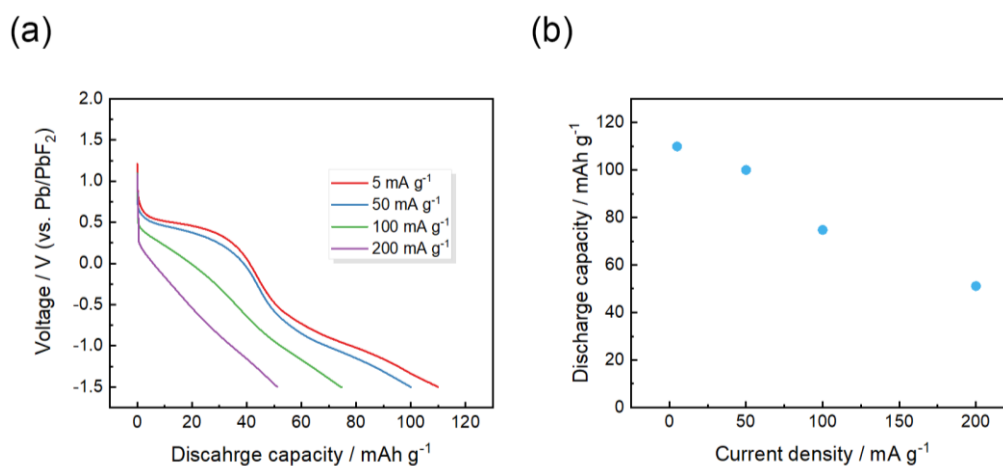 (a)
(b)
2.0
1.5
1.0
0.5
0.0
-0.5
-1.0
-1.5
Voltage / V (vs. Pb/PbF₂)
5 mA g⁻¹
50 mA g⁻¹
100 mA g⁻¹
200 mA g⁻¹
0 20 40 60 80 100 120
Discahrge capacity / mAh g⁻¹
120
100
80
60
40
20
0
Discharge capacity / mAh g⁻¹
0 50 100 150 200
Current density / mA g⁻¹